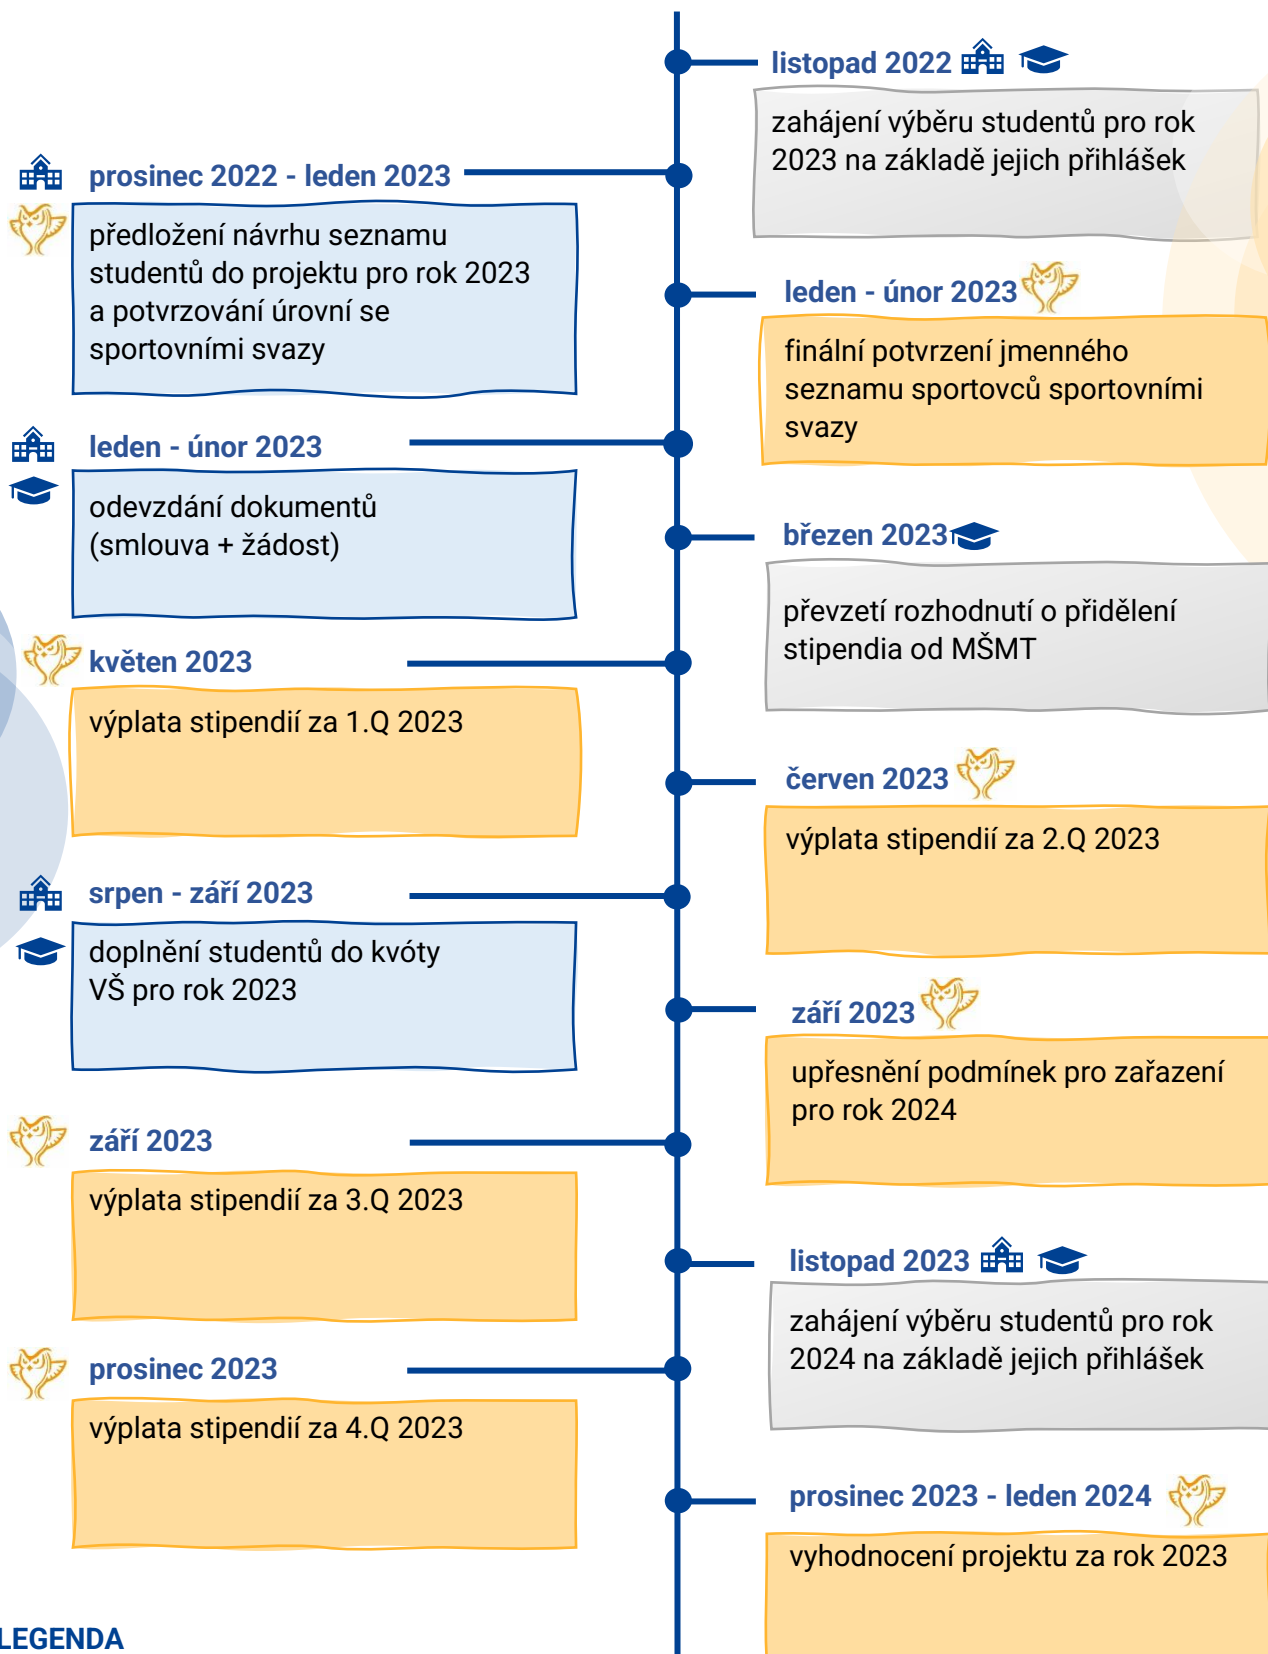 listopad 2022
zahájení výběru studentů pro rok
2023 na základě jejich přihlášek
prosinec 2022 - leden 2023
předložení návrhu seznamu
studentů do projektu pro rok 2023
a potvrzování úrovní se
sportovními svazy
leden - únor 2023
finální potvrzení jmenného
seznamu sportovců sportovními
svazy
leden - únor 2023
odevzdání dokumentů
(smlouva + žádost)
březen 2023
převzetí rozhodnutí o přidělení
stipendia od MŠMT
květen 2023
výplata stipendií za 1.Q 2023
červen 2023
výplata stipendií za 2.Q 2023
srpen - září 2023
doplnění studentů do kvóty
VŠ pro rok 2023
září 2023
upřesnění podmínek pro zařazení
pro rok 2024
září 2023
výplata stipendií za 3.Q 2023
listopad 2023
zahájení výběru studentů pro rok
2024 na základě jejich přihlášek
prosinec 2023
výplata stipendií za 4.Q 2023
prosinec 2023 - leden 2024
vyhodnocení projektu za rok 2023
LEGENDA